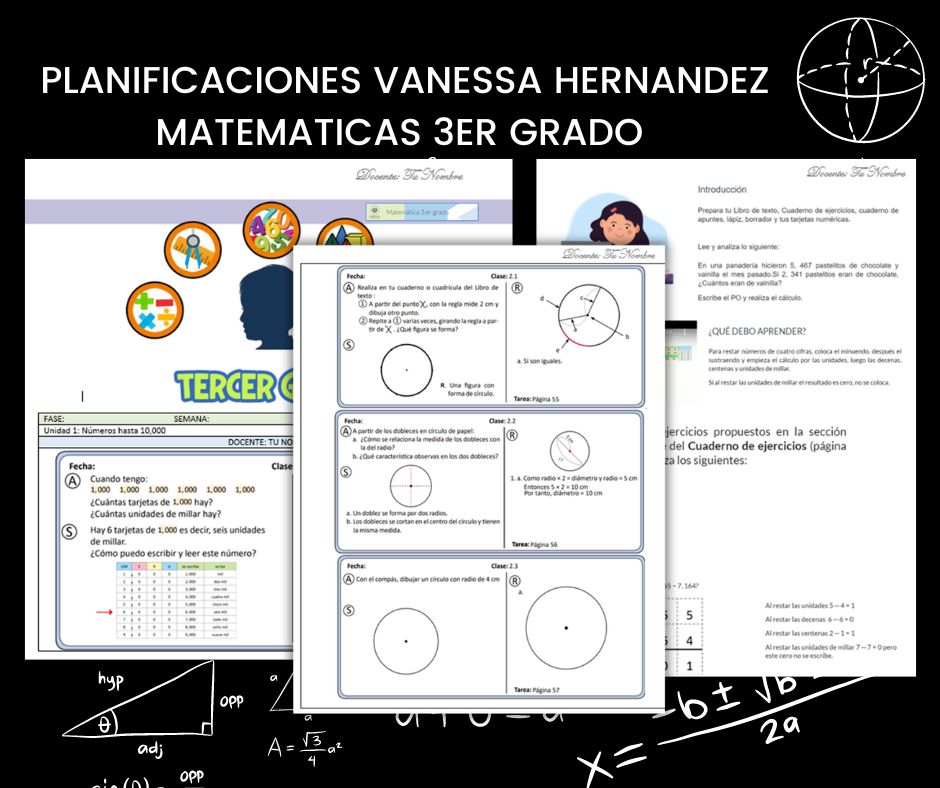 PLANIFICACIONES VANESSA HERNANDEZ
MATEMATICAS 3ER GRADO
r
Docente: Tu Nombre
Matemática 3.er grado
TERCER G
FASE: SEMANA:
Unidad 1: Números hasta 10,000
DOCENTE: TU NO
Fecha: Clase
A Cuando tengo:
1,000 1,000 1,000 1,000 1,000 1,000
¿Cuántas tarjetas de 1,000 hay?
¿Cuántas unidades de millar hay?
S Hay 6 tarjetas de 1,000 es decir, seis unidades
de millar.
¿Cómo puedo escribir y leer este número?
UM C D U se escribe se lee
1 0 0 0 1,000 mil
2 0 0 0 2,000 dos mil
3 0 0 0 3,000 tres mil
4 0 0 0 4,000 cuatro mil
5 0 0 0 5,000 cinco mil
6 0 0 0 6,000 seis mil
7 0 0 0 7,000 siete mil
8 0 0 0 8,000 ocho mil
9 0 0 0 9,000 nueve mil
Docente: Tu Nombre
Fecha: Clase: 2.1
A Realiza en tu cuaderno o cuadrícula del Libro de
texto :
1 A partir del punto X, con la regla mide 2 cm y
dibuja otro punto.
2 Repite a 1 varias veces, girando la regla a par-
tir de X . ¿Qué figura se forma?
S
R. Una figura con
forma de círculo.
R
d
c
b
e
a. Sí son iguales.
Tarea: Página 55
Fecha: Clase: 2.2
A A partir de los dobleces en círculo de papel:
a. ¿Cómo se relaciona la medida de los dobleces con
la del radio?
b. ¿Qué característica observas en los dos dobleces?
S
a. Un doblez se forma por dos radios.
b. Los dobleces se cortan en el centro del círculo y tienen
la misma medida.
R
1. a. Como radio × 2 = diámetro y radio = 5 cm
Entonces 5 × 2 = 10 cm
Por tanto, diámetro = 10 cm
Tarea: Página 56
Fecha: Clase: 2.3
A Con el compás, dibujar un círculo con radio de 4 cm
S
R
a.
Tarea: Página 57
Docente: Tu Nombre
Introducción
Prepara tu Libro de texto, Cuaderno de ejercicios, cuaderno de
apuntes, lápiz, borrador y tus tarjetas numéricas.
Lee y analiza lo siguiente:
En una panadería hicieron 5, 467 pastelitos de chocolate y
vainilla el mes pasado.Si 2, 341 pastelitos eran de chocolate,
¿Cuántos eran de vainilla?
Escribe el PO y realiza el cálculo.
¿QUÉ DEBO APRENDER?
Para restar números de cuatro cifras, coloca el minuendo, después el
sustraendo y empieza el cálculo por las unidades, luego las decenas,
centenas y unidades de millar.
Si al restar las unidades de millar el resultado es cero, no se coloca.
ejercicios propuestos en la sección
del Cuaderno de ejercicios (página
za los siguientes:
65 – 7, 164?
5
5 4
1
Al restar las unidades 5 – 4 = 1
Al restar las decenas 6 – 6 = 0
Al restar las centenas 2 – 1 = 1
Al restar las unidades de millar 7 – 7 = 0 pero
este cero no se escribe.
hyp
opp
θ
adj
a
a
A = √3/4 a²
x = -b ± √b
2a
opp